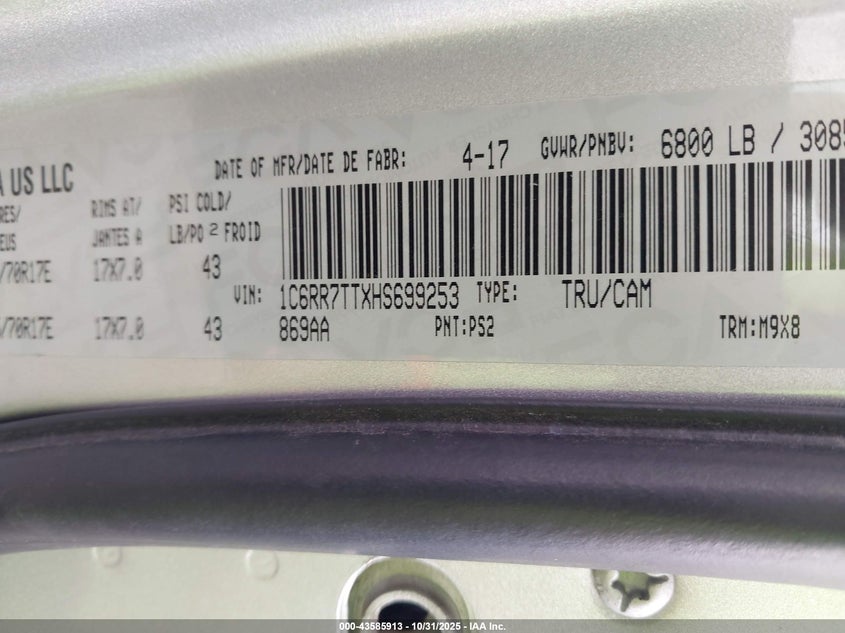 A US LLC
DATE OF MFR/DATE DE FABR: 4-17 GVWR/PNBV: 6800 LB / 3085
RES/ RIMS AT/ PSI COLD/
EUS JANTES A LB/PO 2 FROID
/70R17E 17X7.0 43
VIN: 1C6RR7TTXHS699253 TYPE: TRU/CAM
/70R17E 17X7.0 43
869AA PNT:PS2 TRM:M9X8
000-43585913 - 10/31/2025 - IAA Inc.